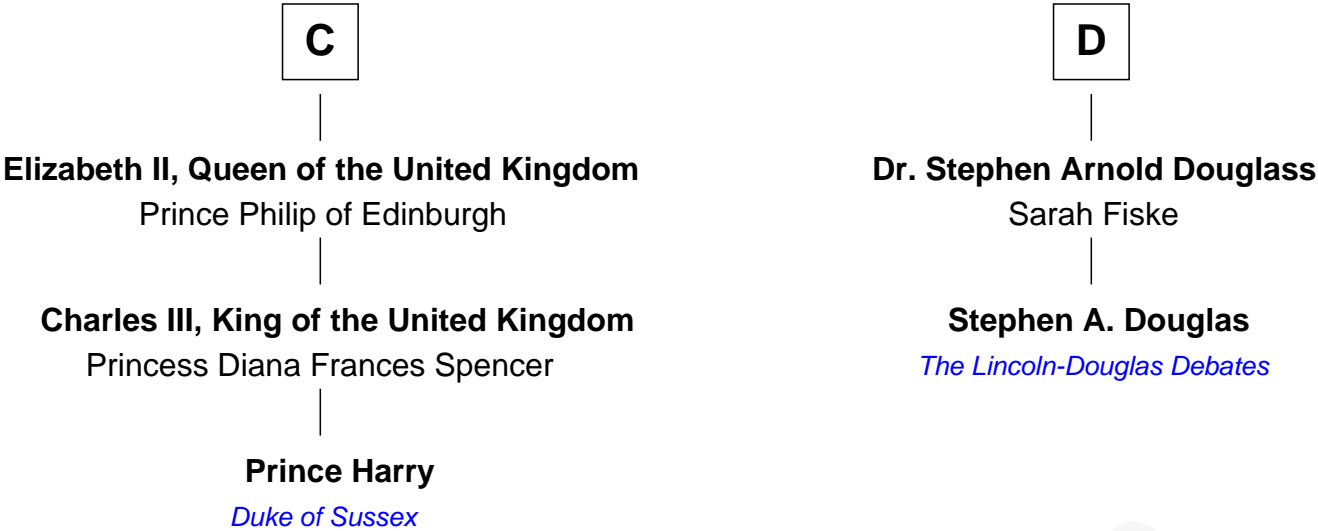 C
Elizabeth II, Queen of the United Kingdom
Prince Philip of Edinburgh
Charles III, King of the United Kingdom
Princess Diana Frances Spencer
Prince Harry
Duke of Sussex
D
Dr. Stephen Arnold Douglass
Sarah Fiske
Stephen A. Douglas
The Lincoln-Douglas Debates